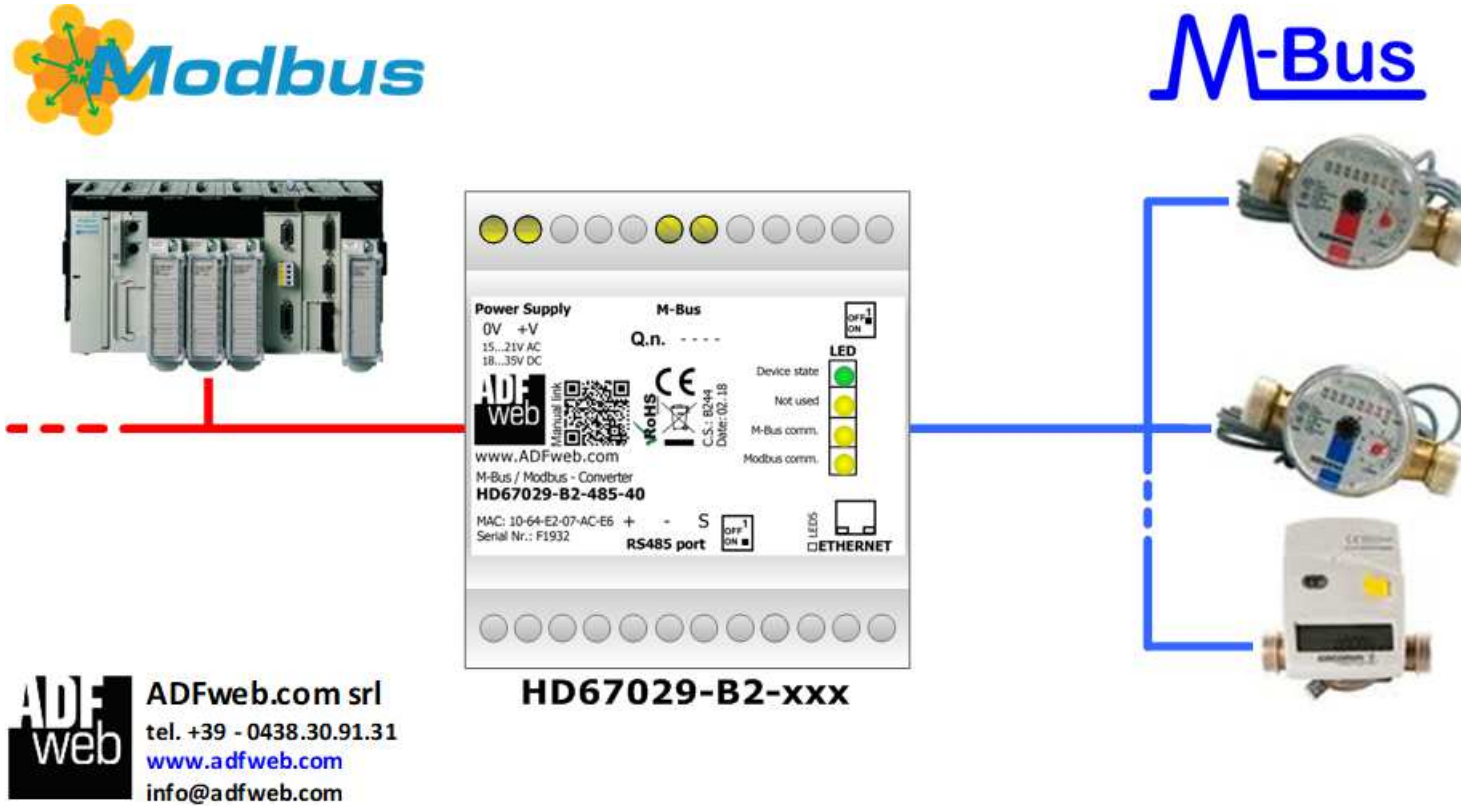 Modbus
M-Bus
Power Supply
M-Bus
0V +V
15...21V AC
18...35V DC
Q.n. - - - -
OFF 1
ON
LED
Device state
Not used
M-Bus comm.
Modbus comm.
ADF
web
Manual link
RoHS
CE
C.S.: B244
Date: 02.18
www.ADFweb.com
M-Bus / Modbus - Converter
HD67029-B2-485-40
MAC: 10-64-E2-07-AC-E6
Serial Nr.: F1932
+ - S
RS485 port
OFF 1
ON
LEDS
ETHERNET
HD67029-B2-xxx
ADF
web
ADFweb.com srl
tel. +39 - 0438.30.91.31
www.adfweb.com
info@adfweb.com